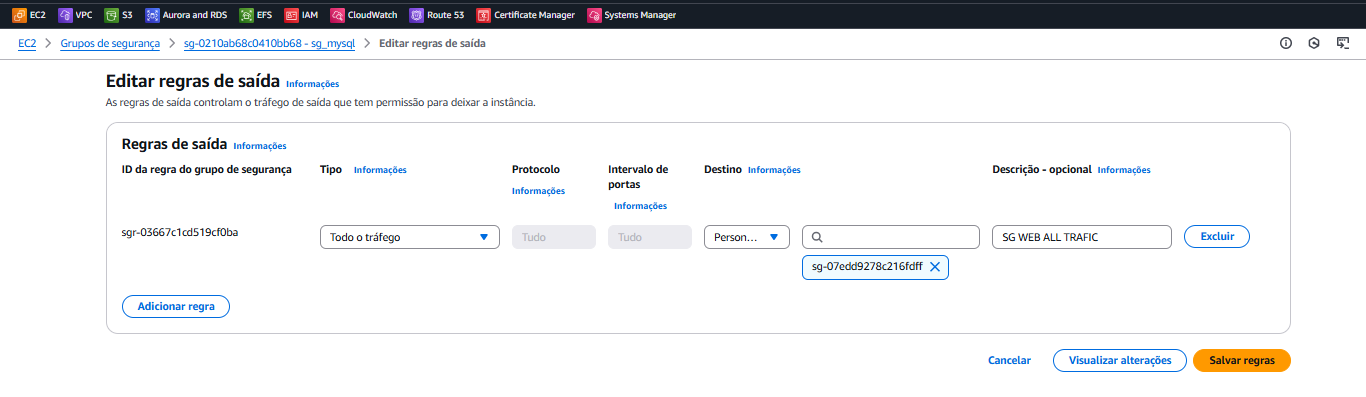 EC2 VPC S3 Aurora and RDS EFS IAM CloudWatch Route 53 Certificate Manager Systems Manager
EC2 > Grupos de segurança > sg-0210ab68c0410bb68 - sg_mysql > Editar regras de saída
Editar regras de saída Informações
As regras de saída controlam o tráfego de saída que tem permissão para deixar a instância.
Regras de saída Informações
ID da regra do grupo de segurança
Tipo Informações
Protocolo
Informações
Intervalo de
portas
Informações
Destino Informações
Descrição - opcional Informações
sgr-03667c1cd519cf0ba
Todo o tráfego
Tudo
Tudo
Person...
SG WEB ALL TRAFIC
Excluir
sg-07edd9278c216fdff
Adicionar regra
Cancelar
Visualizar alterações
Salvar regras